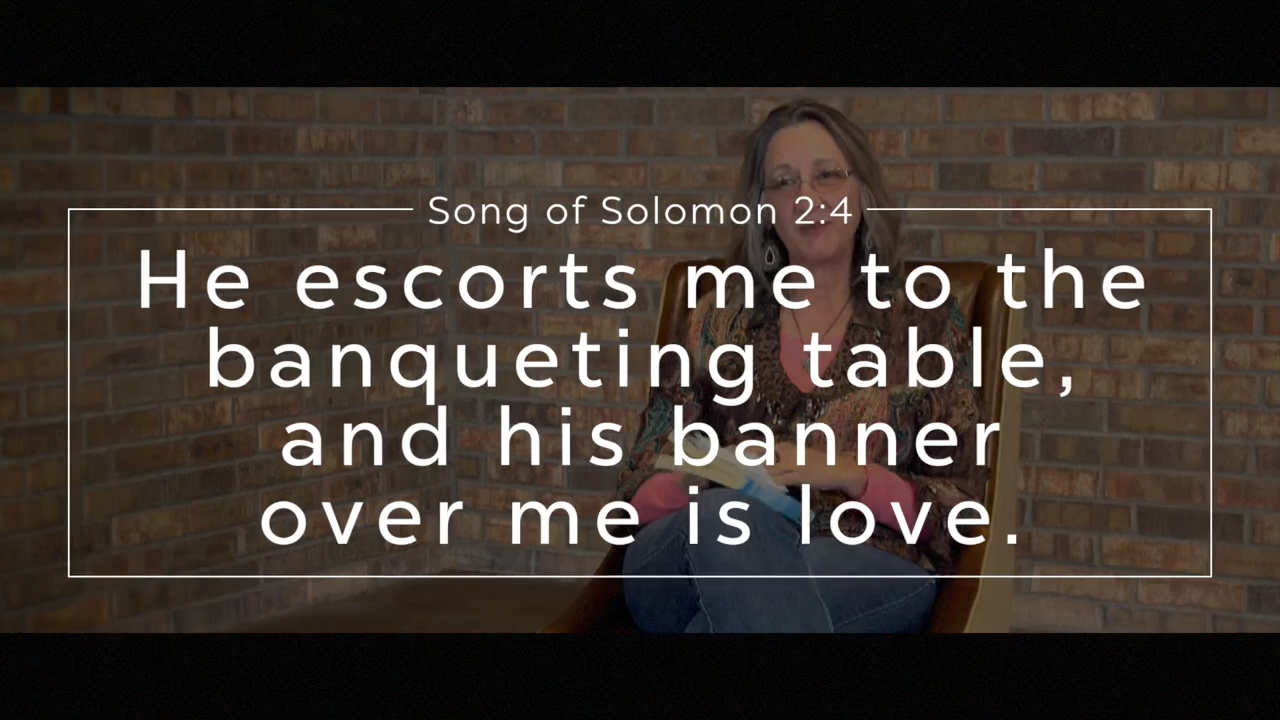 Song of Solomon 2:4
He escorts me to the
banqueting table,
and his banner
over me is love.